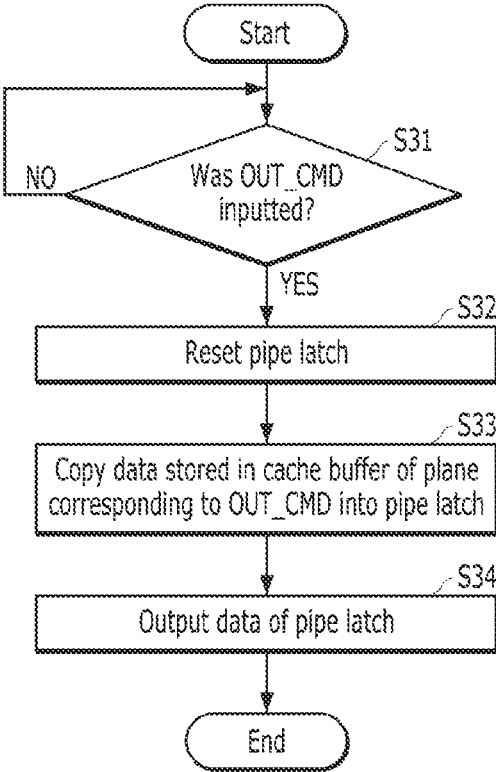 Start
S31
Was OUT_CMD
inputted?
NO
YES
S32
Reset pipe latch
S33
Copy data stored in cache buffer of plane
corresponding to OUT_CMD into pipe latch
S34
Output data of pipe latch
End